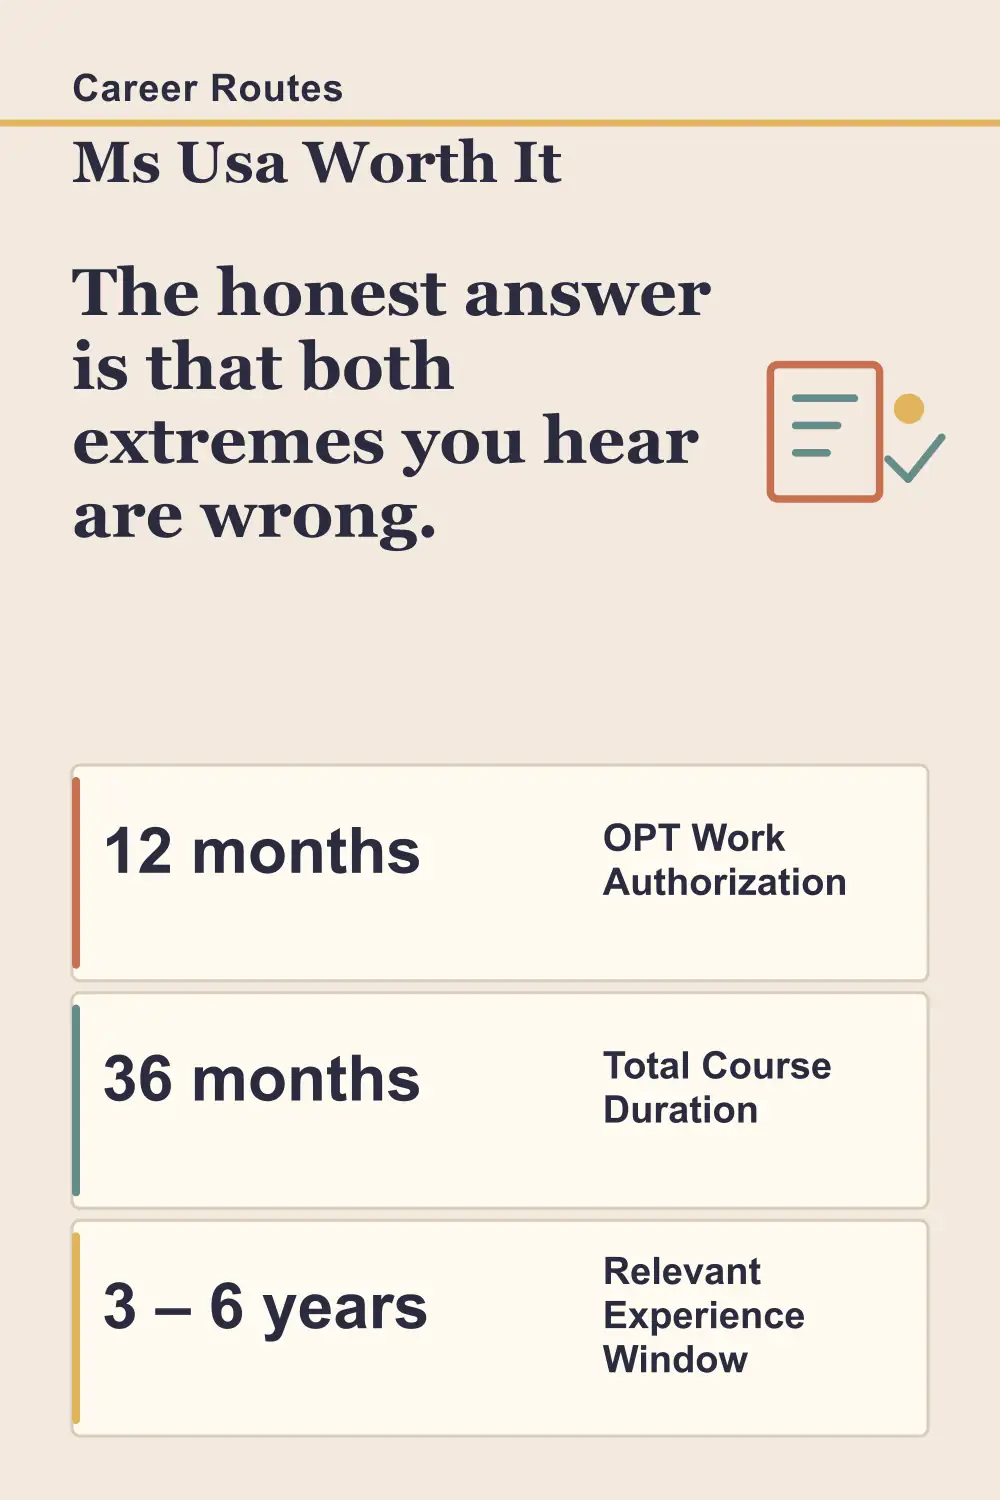 Career Routes
Ms Usa Worth It
The honest answer
is that both
extremes you hear
are wrong.
12 months
OPT Work
Authorization
36 months
Total Course
Duration
3 – 6 years
Relevant
Experience
Window